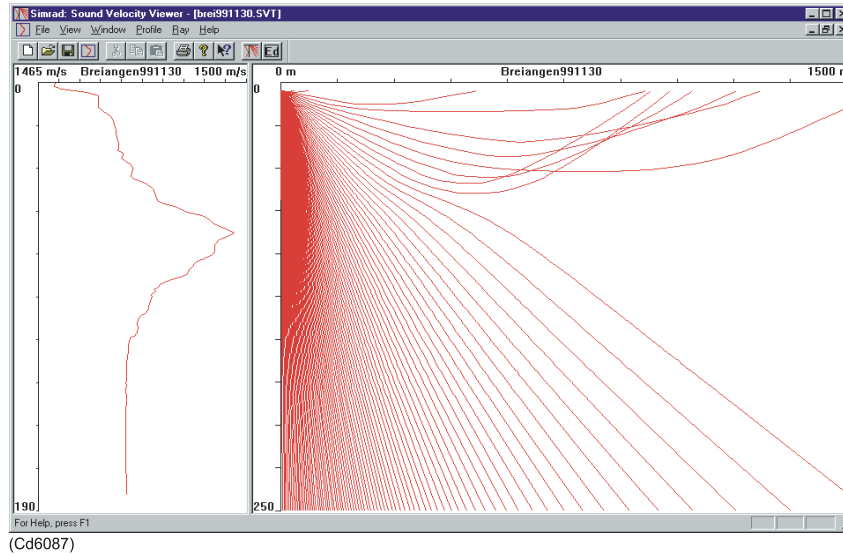 Simrad: Sound Velocity Viewer - [brei991130.SVT]
File View Window Profile Ray Help
Ed
1465 m/s Breiangen991130 1500 m/s
0
190
0 m Breiangen991130 1500 m
0
250
For Help, press F1
(Cd6087)